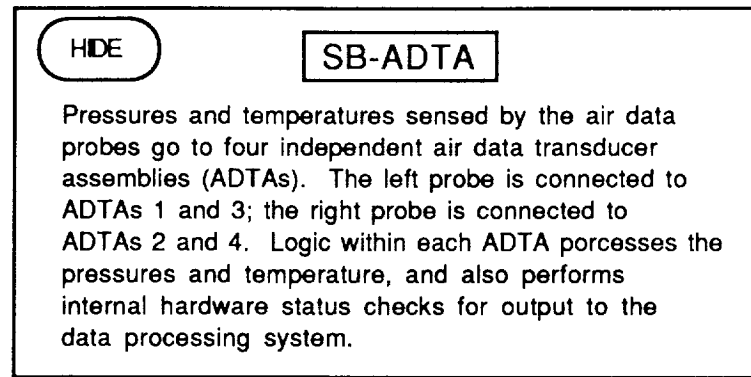 HIDE
SB-ADTA
Pressures and temperatures sensed by the air data
probes go to four independent air data transducer
assemblies (ADTAs). The left probe is connected to
ADTAs 1 and 3; the right probe is connected to
ADTAs 2 and 4. Logic within each ADTA porcesses the
pressures and temperature, and also performs
internal hardware status checks for output to the
data processing system.